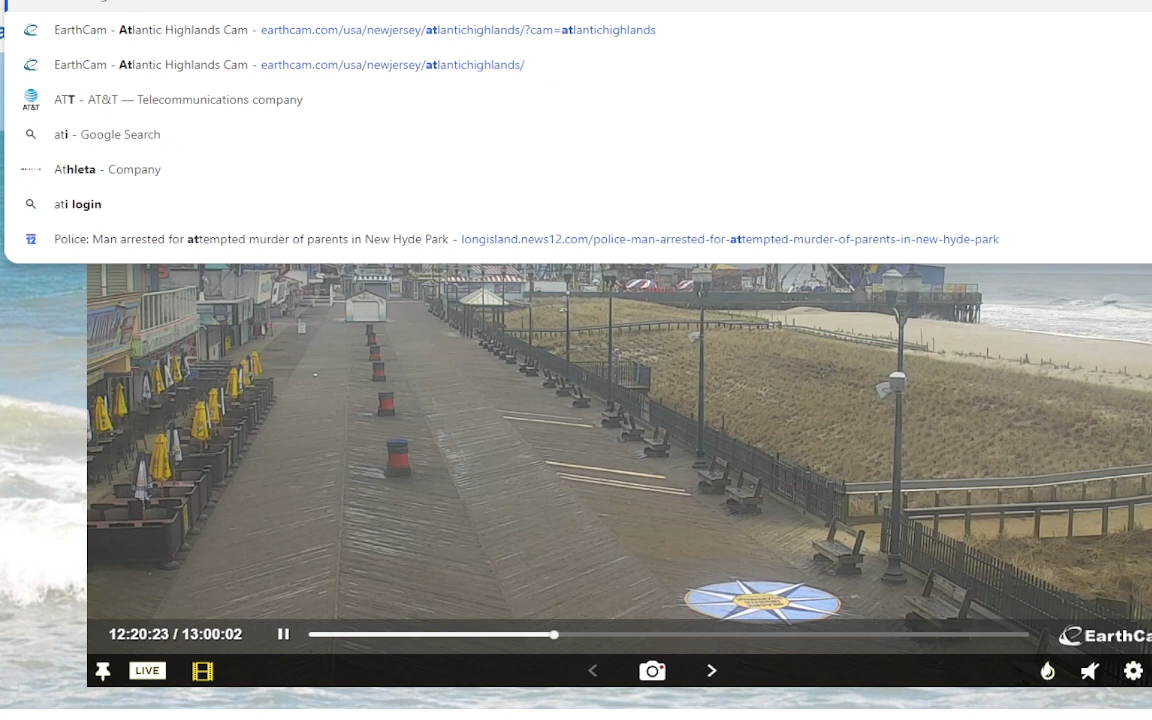 EarthCam - Atlantic Highlands Cam - earthcam.com/usa/newjersey/atlantichighlands/?cam=atlantichighlands
EarthCam - Atlantic Highlands Cam - earthcam.com/usa/newjersey/atlantichighlands/
AT&T
ATT - AT&T — Telecommunications company
ati - Google Search
Athleta - Company
ati login
12
Police: Man arrested for attempted murder of parents in New Hyde Park - longisland.news12.com/police-man-arrested-for-attempted-murder-of-parents-in-new-hyde-park
12:20:23 / 13:00:02
EarthCa
LIVE